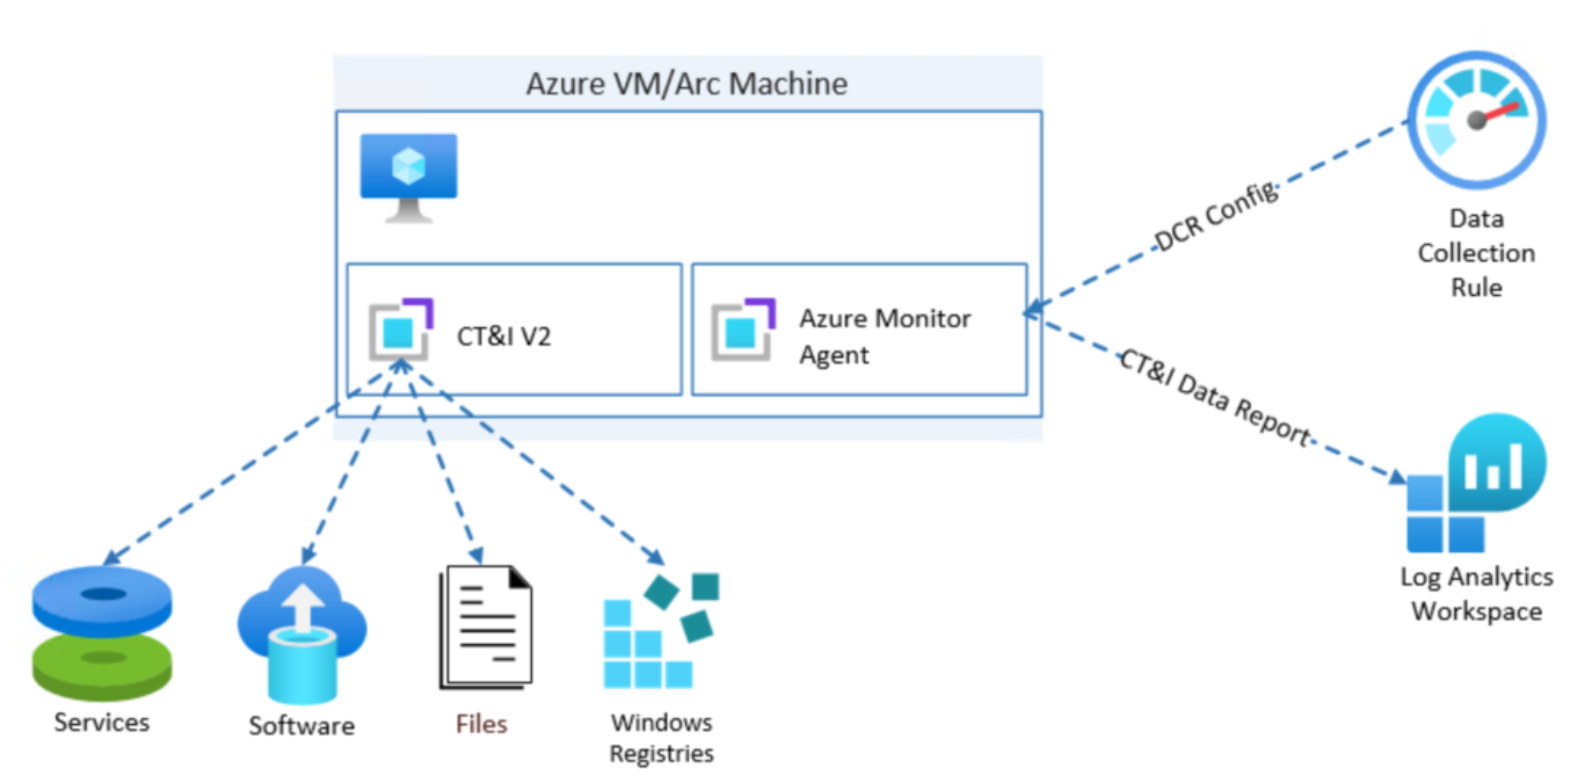 Azure VM/Arc Machine
CT&I V2
Azure Monitor
Agent
DCR Config
CT&I Data Report
Data
Collection
Rule
Log Analytics
Workspace
Services
Software
Files
Windows
Registries